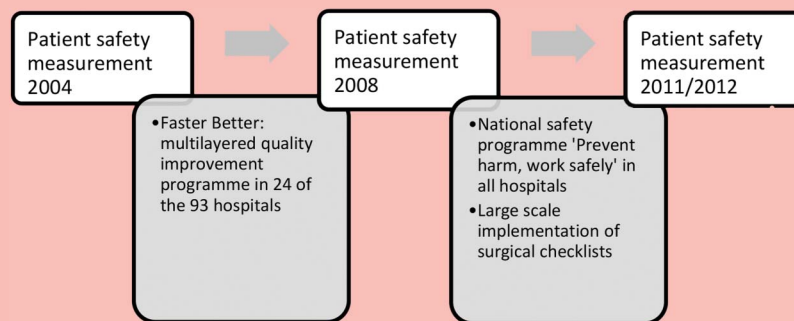 Patient safety
measurement
2004
•Faster Better:
multilayered quality
improvement
programme in 24 of
the 93 hospitals
Patient safety
measurement
2008
•National safety
programme 'Prevent
harm, work safely' in
all hospitals
•Large scale
implementation of
surgical checklists
Patient safety
measurement
2011/2012